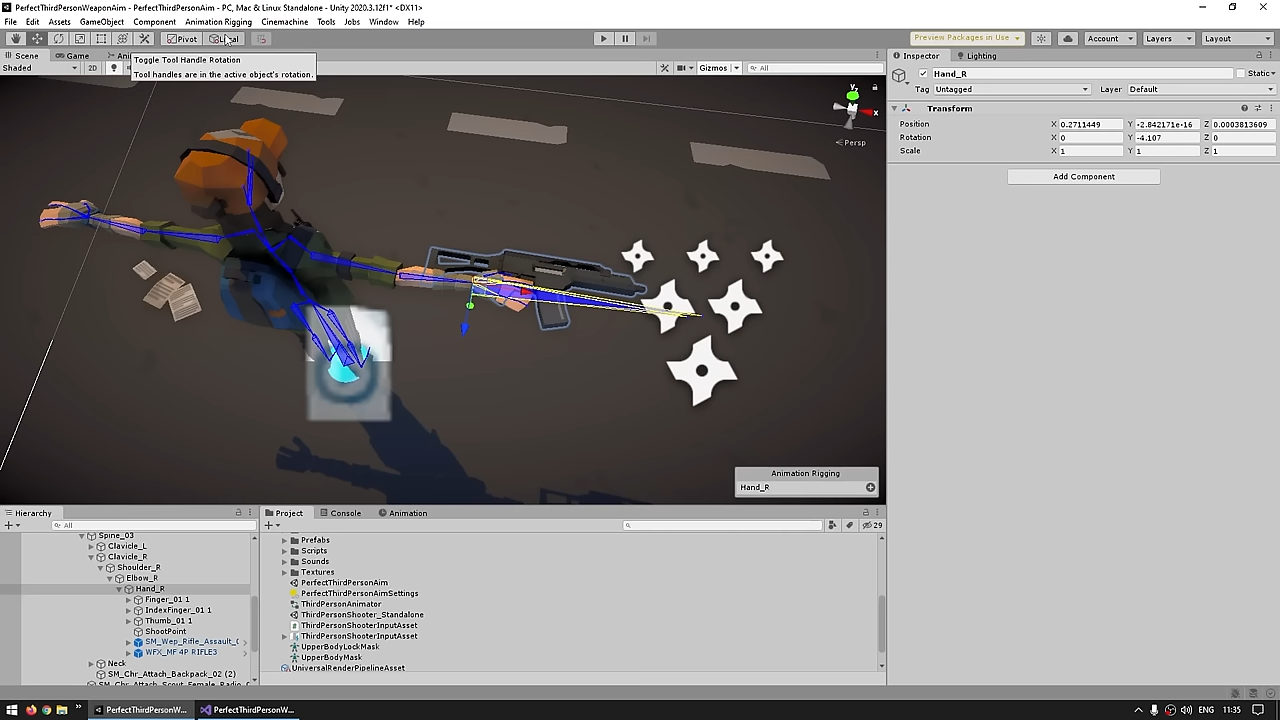 PerfectThirdPersonWeaponAim - PerfectThirdPersonAim - PC, Mac & Linux Standalone - Unity 2020.3.12f1* <DX11>
File Edit Assets GameObject Component Animation Rigging Cinemachine Tools Jobs Window Help
Pivot Preview Packages in Use Account Layers Layout
Scene Game
Shaded 2D Gizmos All
Toggle Tool Handle Rotation
Tool handles are in the active object's rotation.
y
x
Persp
Animation Rigging
Hand_R
Inspector Lighting
Hand_R Static
Tag Untagged Layer Default
Transform
Position X 0.2711449 Y -2.842171e-16 Z 0.0003813609
Rotation X 0 Y -4.107 Z 0
Scale X 1 Y 1 Z 1
Add Component
Hierarchy
All
Spine_03
Clavicle_L
Clavicle_R
Shoulder_R
Elbow_R
Hand_R
Finger_01 1
IndexFinger_01 1
Thumb_01 1
ShootPoint
SM_Wep_Rifle_Assault_
WFX_MF 4P RIFLE3
Neck
SM_Chr_Attach_Backpack_02 (2)
SM_Chr_Attach_Scout_Female_Radio
Project Console Animation
29
Prefabs
Scripts
Sounds
Textures
PerfectThirdPersonAim
PerfectThirdPersonAimSettings
ThirdPersonAnimator
ThirdPersonShooter_Standalone
ThirdPersonShooterInputAsset
ThirdPersonShooterInputAsset
UpperBodyLockMask
UpperBodyMask
UniversalRenderPipelineAsset
PerfectThirdPersonW...
PerfectThirdPersonW...
ENG 11:35